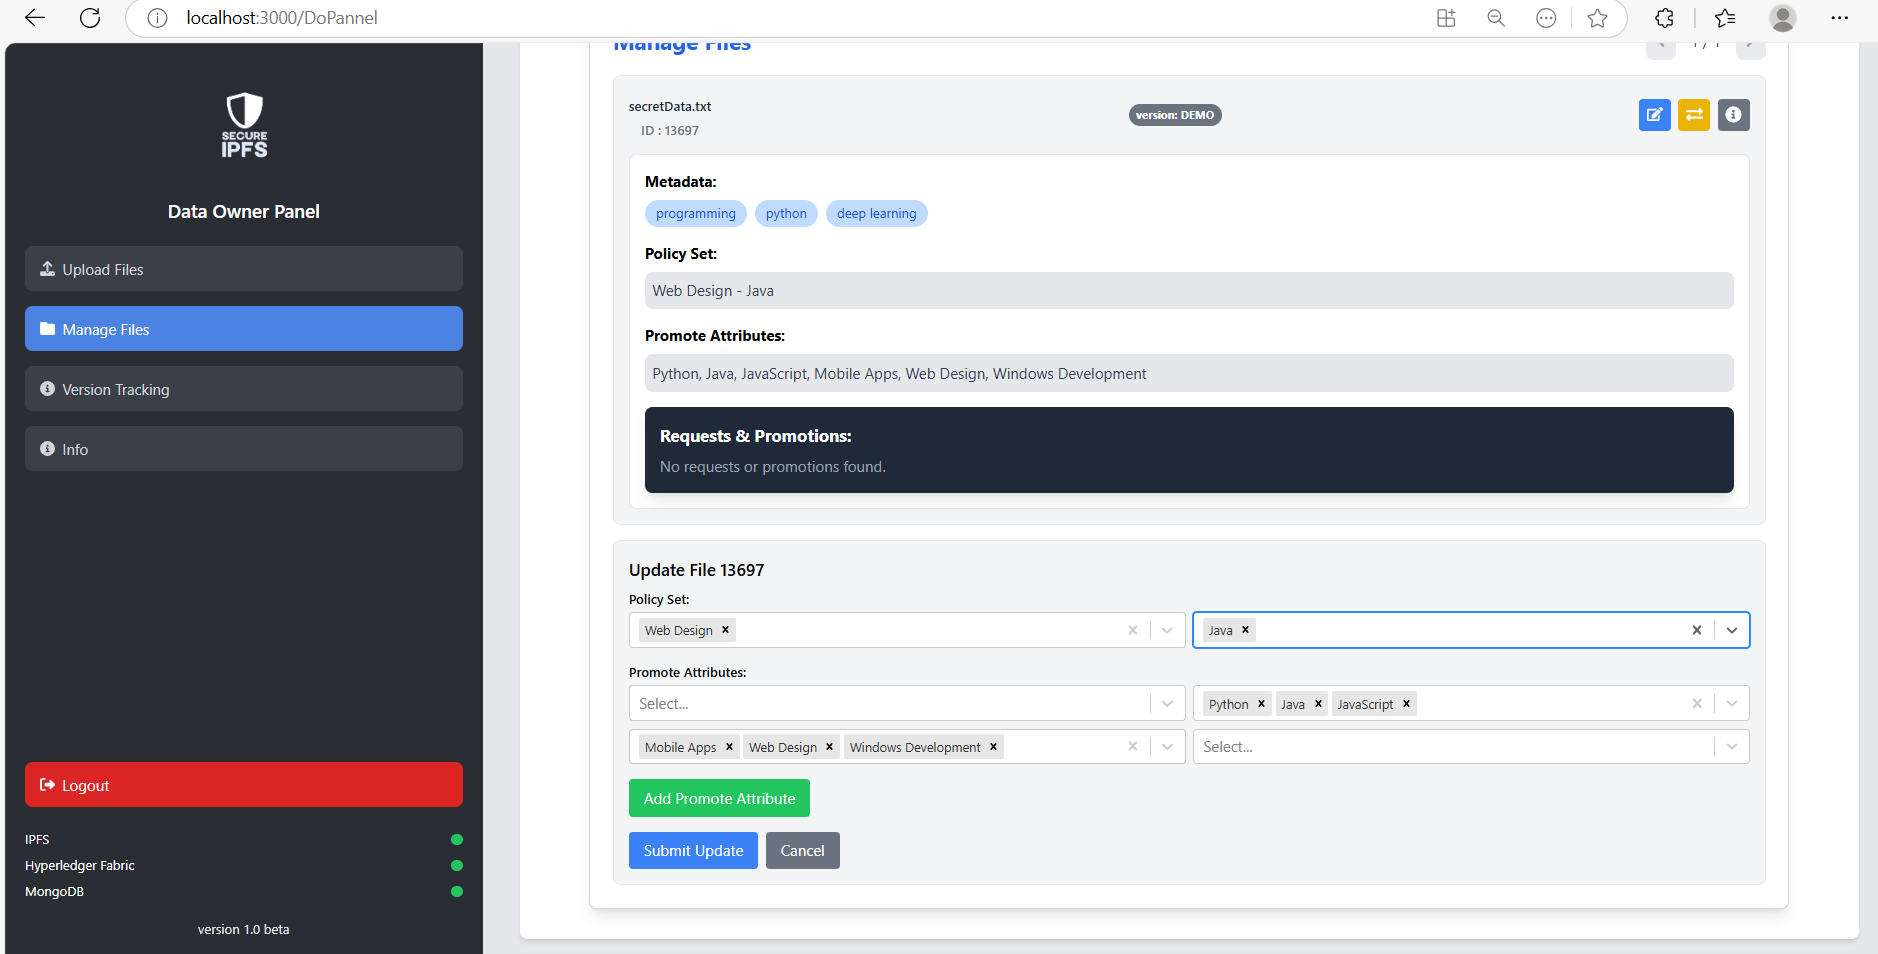 localhost:3000/DoPannel
SECURE
IPFS
Data Owner Panel
Upload Files
Manage Files
Version Tracking
Info
Logout
IPFS
Hyperledger Fabric
MongoDB
version 1.0 beta
Manage Files
1 / 1
secretData.txt
ID : 13697
version: DEMO
Metadata:
programming python deep learning
Policy Set:
Web Design - Java
Promote Attributes:
Python, Java, JavaScript, Mobile Apps, Web Design, Windows Development
Requests & Promotions:
No requests or promotions found.
Update File 13697
Policy Set:
Web Design Java
Promote Attributes:
Select... Python Java JavaScript
Mobile Apps Web Design Windows Development Select...
Add Promote Attribute
Submit Update Cancel